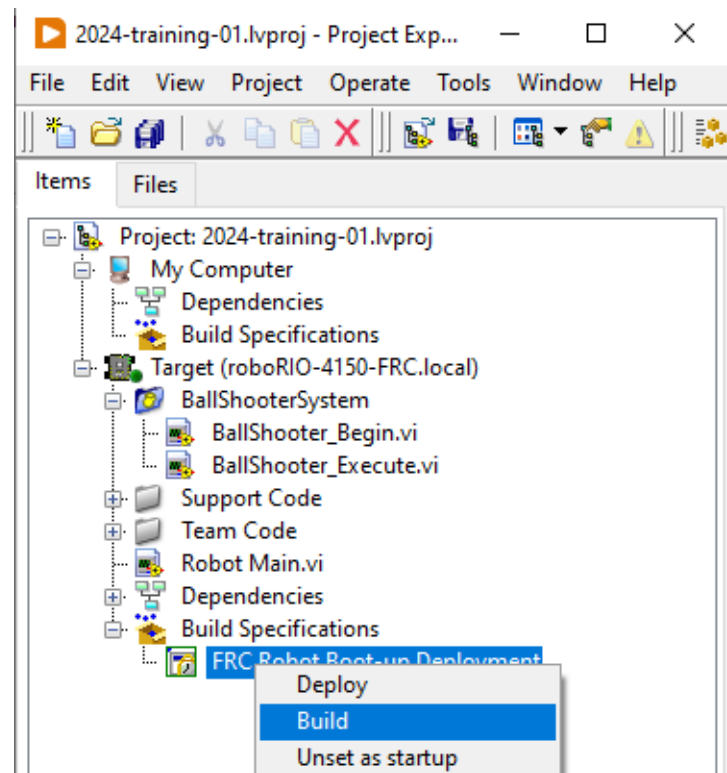 2024-training-01.lvproj - Project Exp...
File Edit View Project Operate Tools Window Help
Items Files
Project: 2024-training-01.lvproj
My Computer
Dependencies
Build Specifications
Target (roboRIO-4150-FRC.local)
BallShooterSystem
BallShooter_Begin.vi
BallShooter_Execute.vi
Support Code
Team Code
Robot Main.vi
Dependencies
Build Specifications
FRC Robot Boot-up Deployment
Deploy
Build
Unset as startup